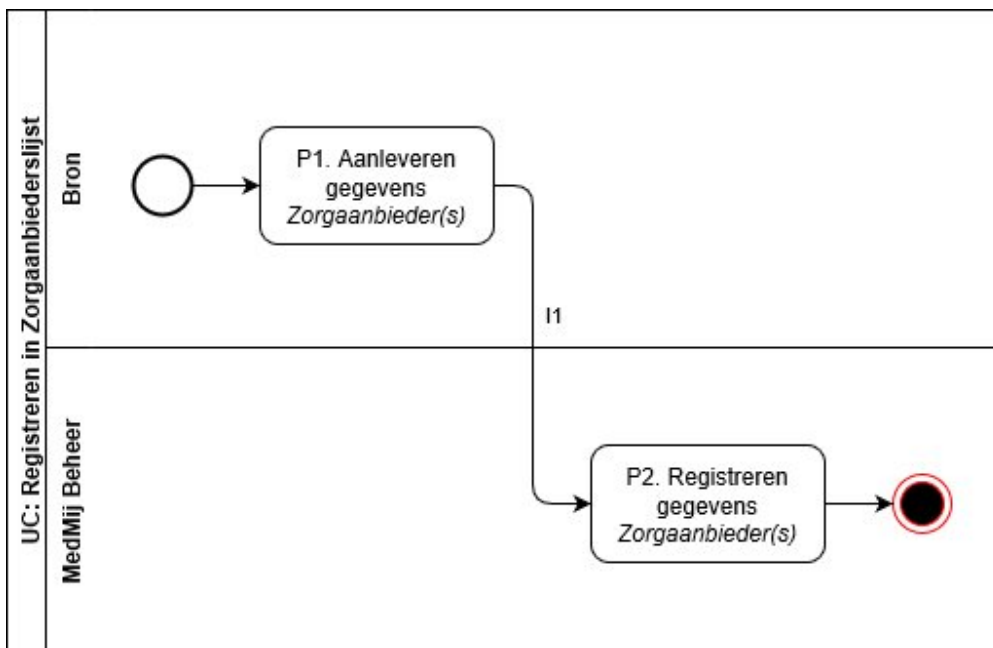 UC: Registreren in Zorgaanbiederslijst
Bron
P1. Aanleveren
gegevens
Zorgaanbieder(s)
I1
MedMij Beheer
P2. Registreren
gegevens
Zorgaanbieder(s)